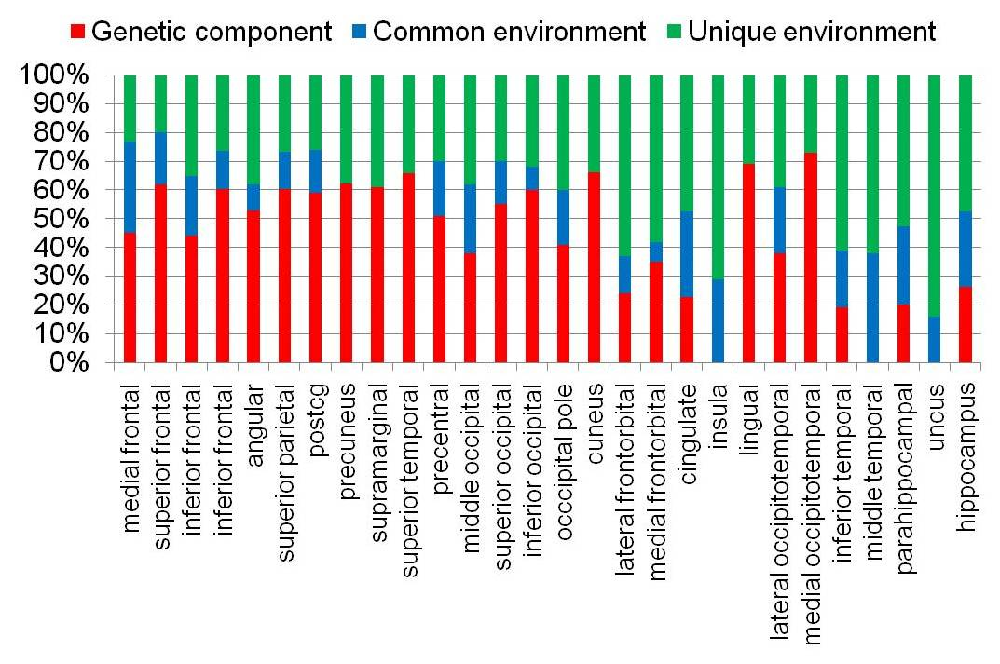 Genetic component Common environment Unique environment
100%
90%
80%
70%
60%
50%
40%
30%
20%
10%
0%
medial frontal
superior frontal
inferior frontal
inferior frontal
angular
superior parietal
postcg
precuneus
supramarginal
superior temporal
precentral
middle occipital
superior occipital
inferior occipital
occcipital pole
cuneus
lateral frontorbital
medial frontorbital
cingulate
insula
lingual
lateral occipitotemporal
medial occipitotemporal
inferior temporal
middle temporal
parahippocampal
uncus
hippocampus